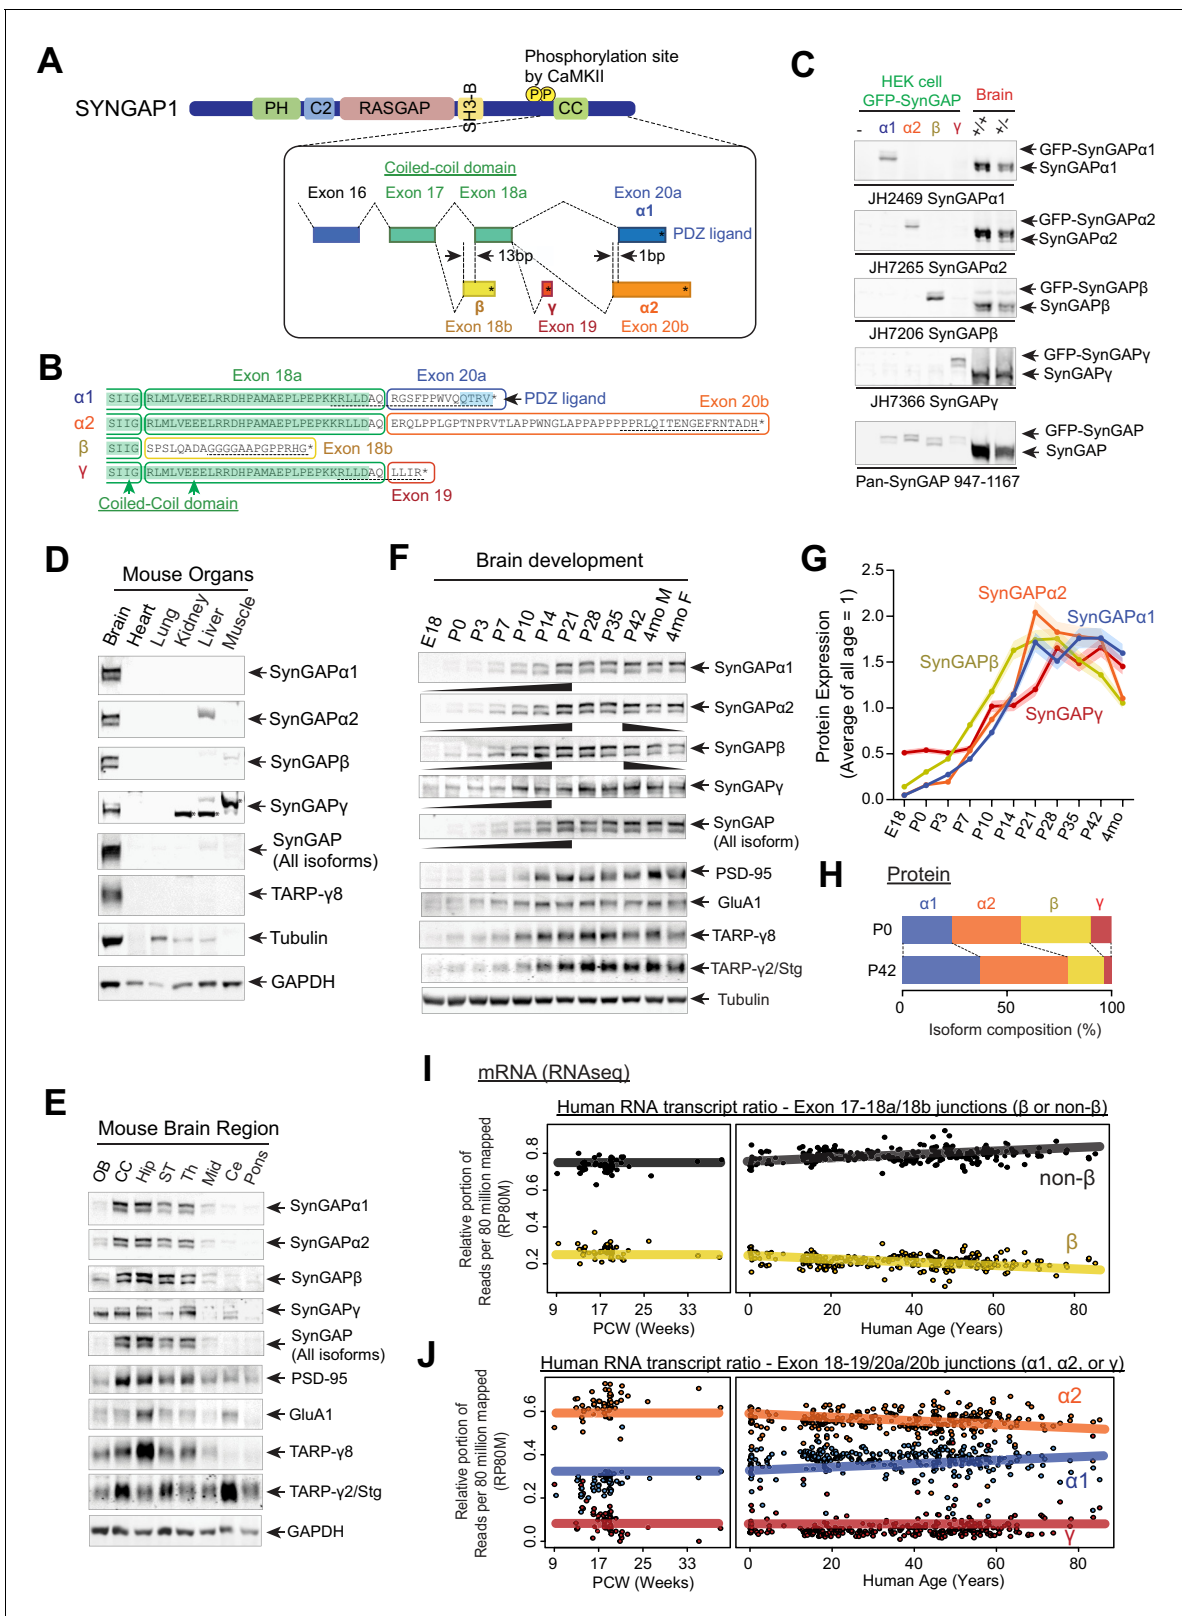 A
Phosphorylation site
by CaMKII
P P
SYNGAP1
PH
C2
RASGAP
SH3-B
CC
Coiled-coil domain
Exon 16
Exon 17
Exon 18a
Exon 20a
α1
* PDZ ligand
13bp
1bp
* * *
β
γ
α2
Exon 18b
Exon 19
Exon 20b
B
Exon 18a
Exon 20a
α1 SIIG RLMLVEEELRRDHPAMAEPLPEPKKRLLDAQ RGSFPPWVQQTRV* PDZ ligand
Exon 20b
α2 SIIG RLMLVEEELRRDHPAMAEPLPEPKKRLLDAQ ERQLPPLGPTNPRVTLAPPWNGLAPPAPPPPPRLQITENGEFRNTADH*
β SIIG SPSLQADAGGGGAAPGPPRHG* Exon 18b
γ SIIG RLMLVEEELRRDHPAMAEPLPEPKKRLLDAQ LLIR*
Coiled-Coil domain
Exon 19
C
HEK cell
GFP-SynGAP
Brain
- α1 α2 β γ +/+ +/-
GFP-SynGAPα1
SynGAPα1
JH2469 SynGAPα1
GFP-SynGAPα2
SynGAPα2
JH7265 SynGAPα2
GFP-SynGAPβ
SynGAPβ
JH7206 SynGAPβ
GFP-SynGAPγ
SynGAPγ
JH7366 SynGAPγ
GFP-SynGAP
SynGAP
Pan-SynGAP 947-1167
D
Mouse Organs
Brain Heart Lung Kidney Liver Muscle
SynGAPα1
SynGAPα2
SynGAPβ
SynGAPγ
SynGAP
(All isoforms)
TARP-γ8
Tubulin
GAPDH
F
Brain development
E18 P0 P3 P7 P10 P14 P21 P28 P35 P42 4mo M 4mo F
SynGAPα1
SynGAPα2
SynGAPβ
SynGAPγ
SynGAP
(All isoform)
PSD-95
GluA1
TARP-γ8
TARP-γ2/Stg
Tubulin
G
Protein Expression
(Average of all age = 1)
2.5
2.0
1.5
1.0
0.5
0.0
SynGAPα2
SynGAPα1
SynGAPβ
SynGAPγ
E18 P0 P3 P7 P10 P14 P21 P28 P35 P42 4mo
H
Protein
α1 α2 β γ
P0
P42
0 50 100
Isoform composition (%)
E
Mouse Brain Region
OB CC Hip ST Th Mid Ce Pons
SynGAPα1
SynGAPα2
SynGAPβ
SynGAPγ
SynGAP
(All isoforms)
PSD-95
GluA1
TARP-γ8
TARP-γ2/Stg
GAPDH
I
mRNA (RNAseq)
Human RNA transcript ratio - Exon 17-18a/18b junctions (β or non-β)
Relative portion of
Reads per 80 million mapped
(RP80M)
0.8
0.6
0.4
0.2
non-β
β
9 17 25 33
PCW (Weeks)
0 20 40 60 80
Human Age (Years)
J
Human RNA transcript ratio - Exon 18-19/20a/20b junctions (α1, α2, or γ)
Relative portion of
Reads per 80 million mapped
(RP80M)
0.6
0.4
0.2
0.0
α2
α1
γ
9 17 25 33
PCW (Weeks)
0 20 40 60 80
Human Age (Years)